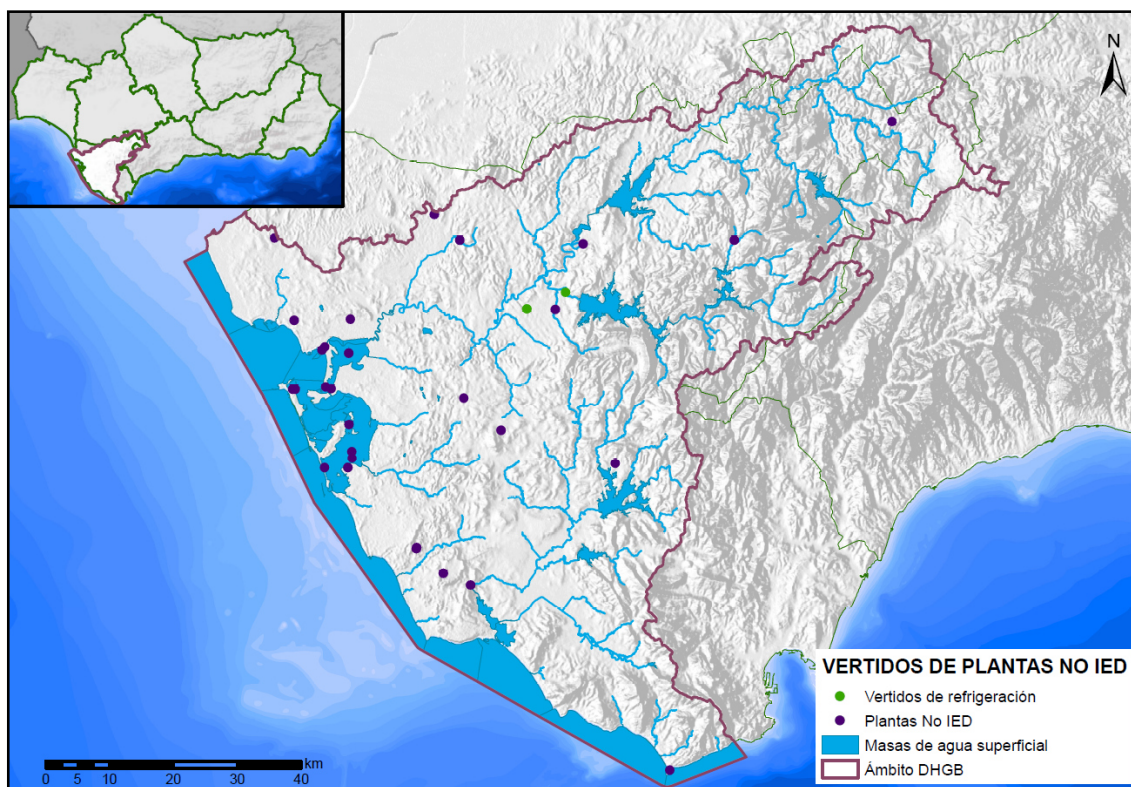 N
VERTIDOS DE PLANTAS NO IED
Vertidos de refrigeración
Plantas No IED
Masas de agua superficial
Ámbito DHGB
km
0 5 10 20 30 40